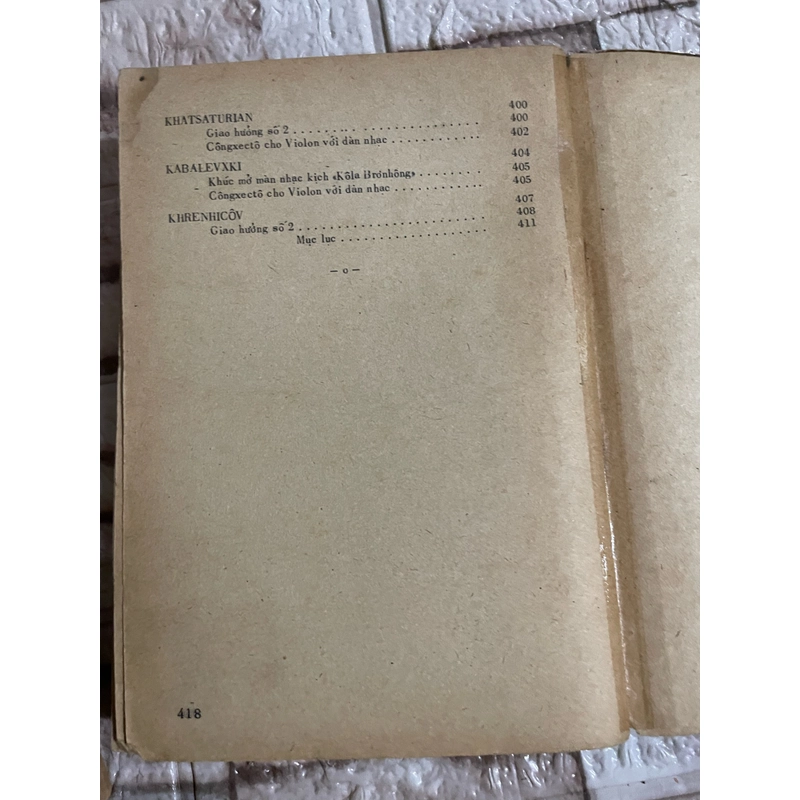 KHATSATURIAN 400
Giao hưởng số 2 . . . . . . . . . . . . . . . . . . . . . . . 400
Côngxectô cho Violon với dàn nhạc . . . . . . . . . . . . 402
KABALEVXKI 404
Khúc mở màn nhạc kịch «Kôla Brơnhông» . . . . . . . . 405
Côngxectô cho Violon với dàn nhạc . . . . . . . . . . . 405
KHRENHICÔV 407
Giao hưởng số 2 . . . . . . . . . . . . . . . . . . . . . . . 408
Mục lục . . . . . . . . . . . . . . . . . . 411
— o —
418